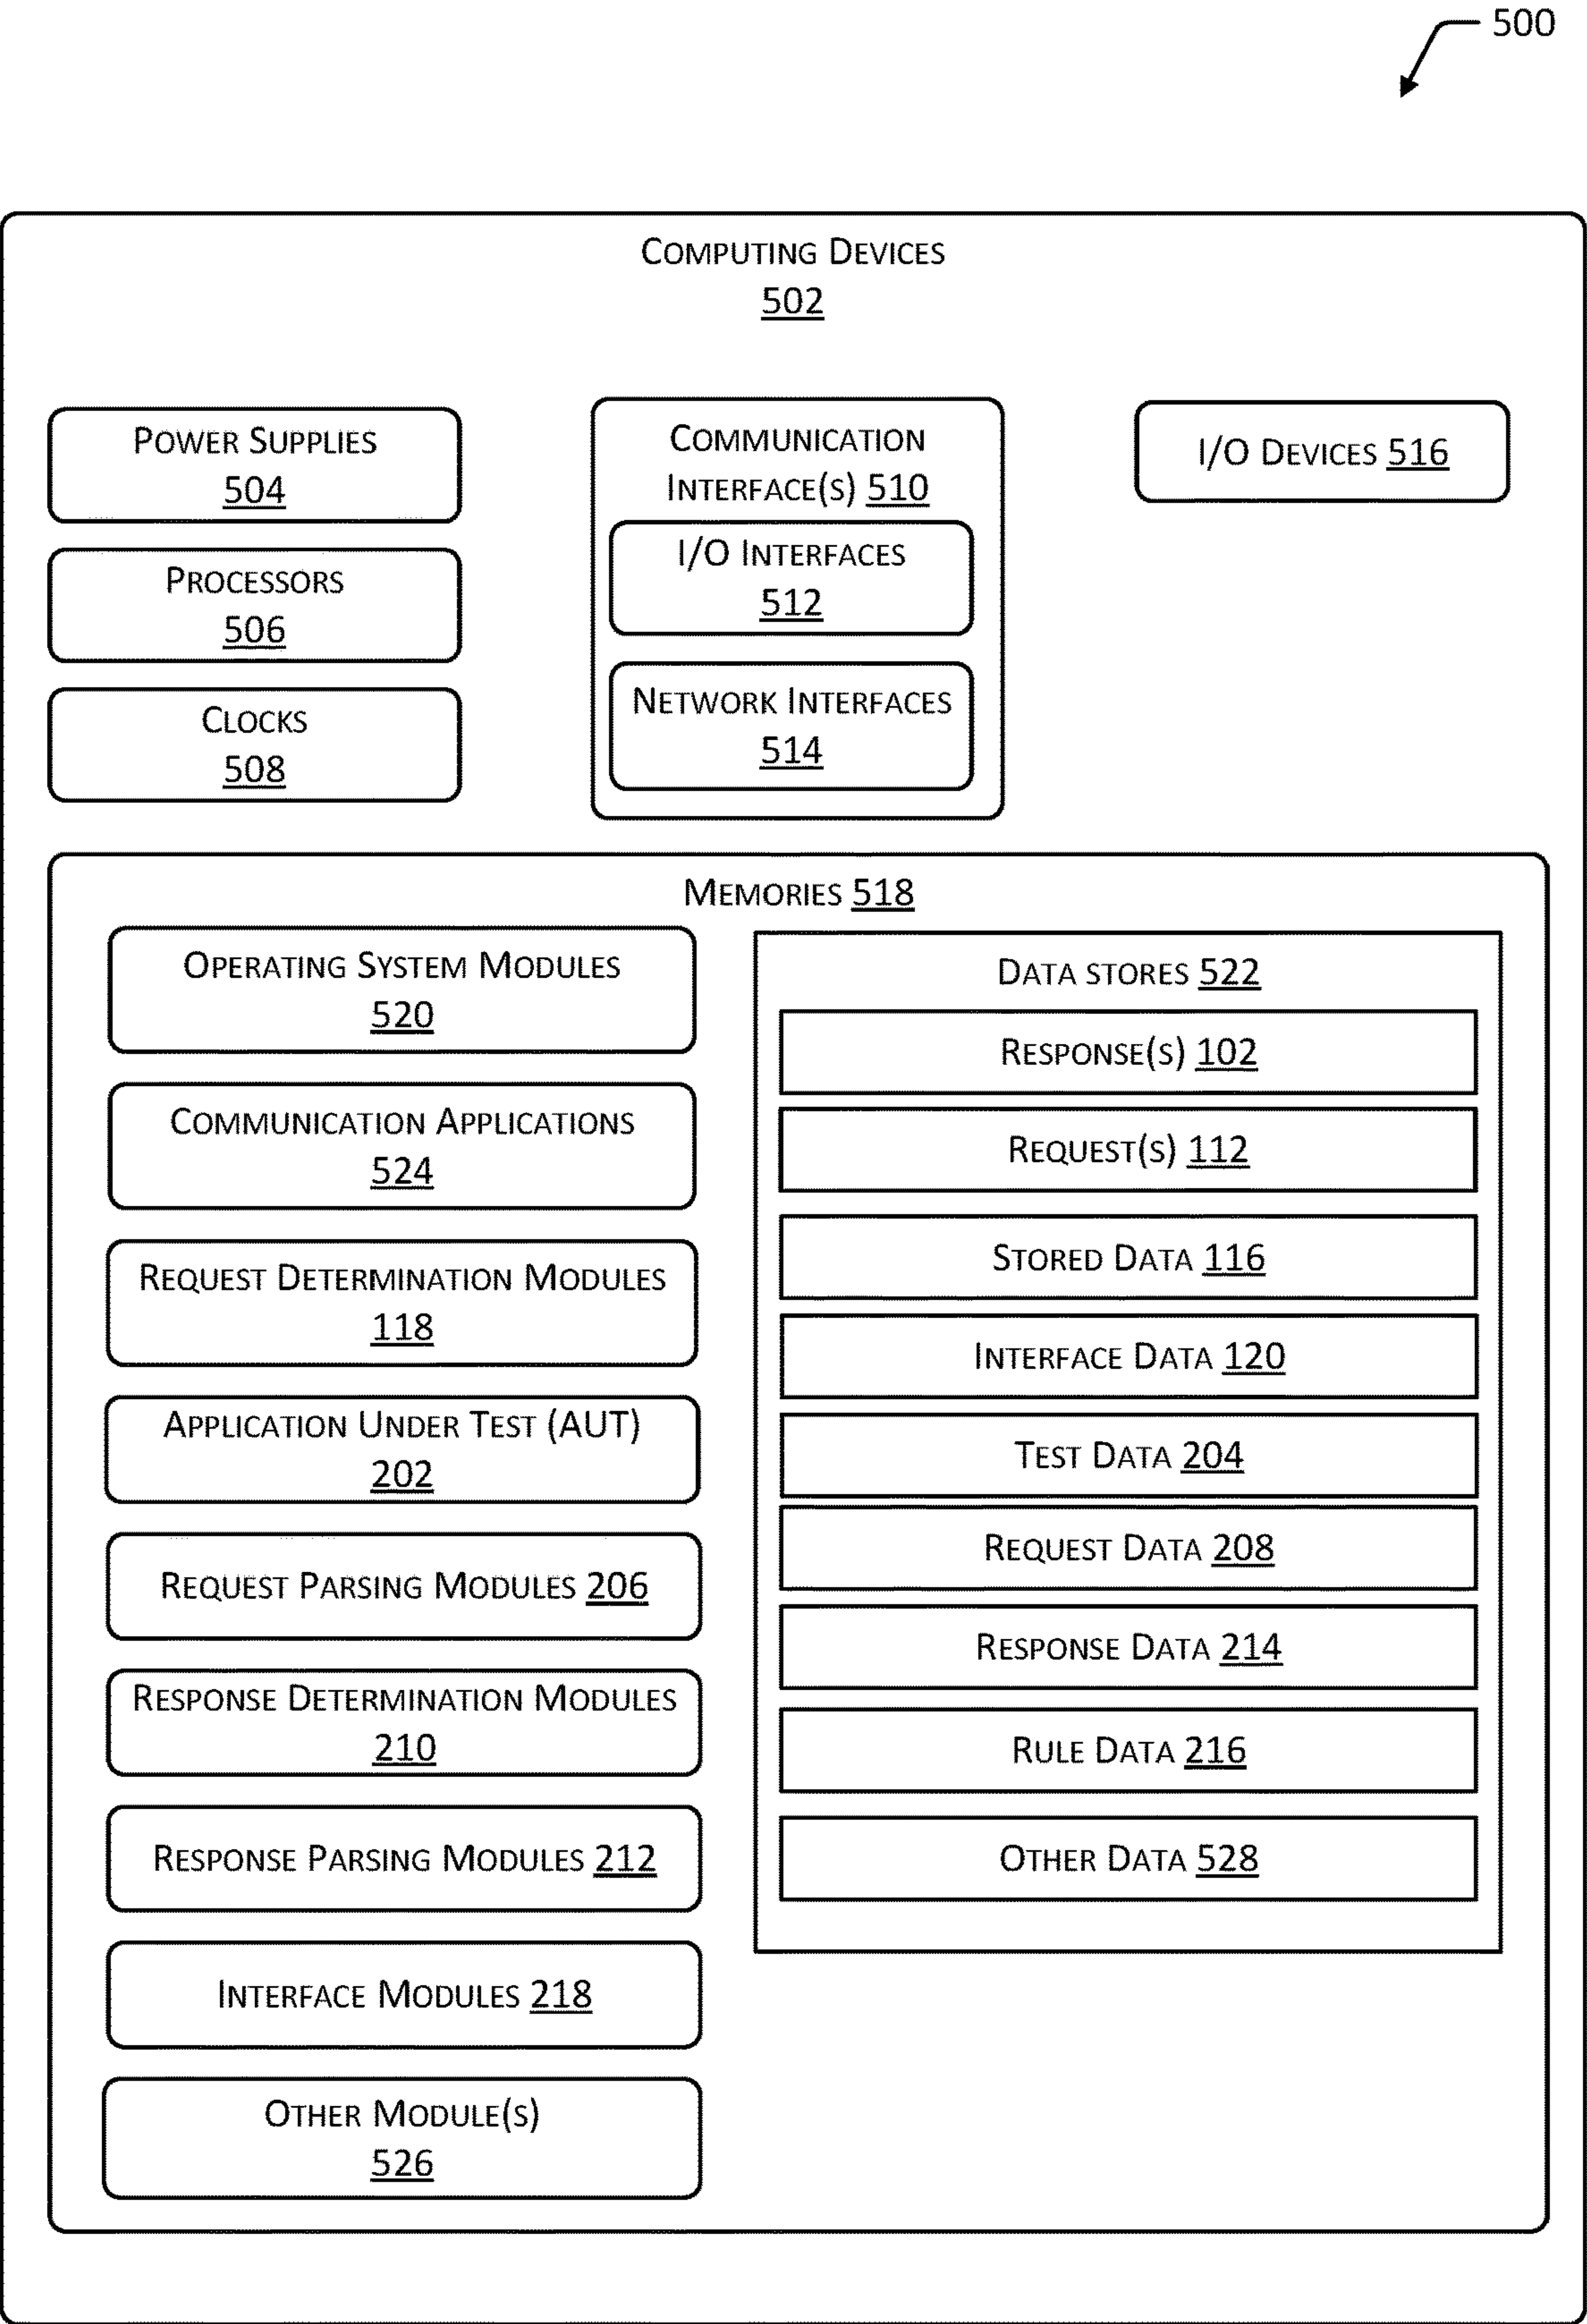 500
Computing Devices
502
Power Supplies
504
Processors
506
Clocks
508
Communication
Interface(s) 510
I/O Interfaces
512
Network Interfaces
514
I/O Devices 516
Memories 518
Operating System Modules
520
Communication Applications
524
Request Determination Modules
118
Application Under Test (AUT)
202
Request Parsing Modules 206
Response Determination Modules
210
Response Parsing Modules 212
Interface Modules 218
Other Module(s)
526
Data stores 522
Response(s) 102
Request(s) 112
Stored Data 116
Interface Data 120
Test Data 204
Request Data 208
Response Data 214
Rule Data 216
Other Data 528